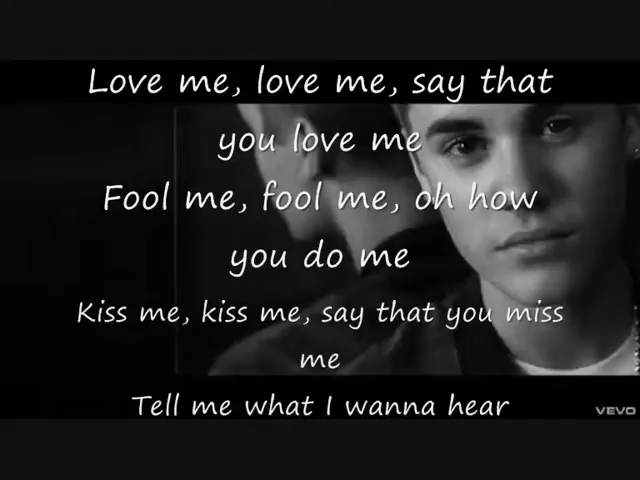 Love me, love me, say that
you love me
Fool me, fool me, oh how
you do me
Kiss me, kiss me, say that you miss
me
Tell me what I wanna hear
VEVO